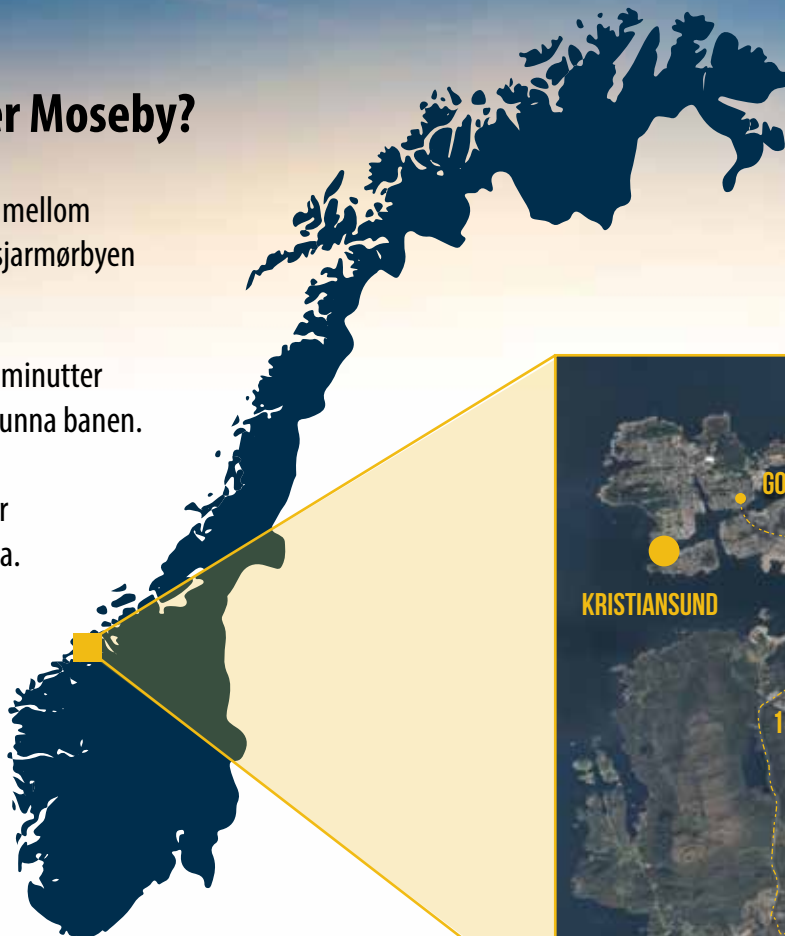 er Moseby?
mellom
sjarmørbyen
minutter
unna banen.
r
a.
GO
KRISTIANSUND
1